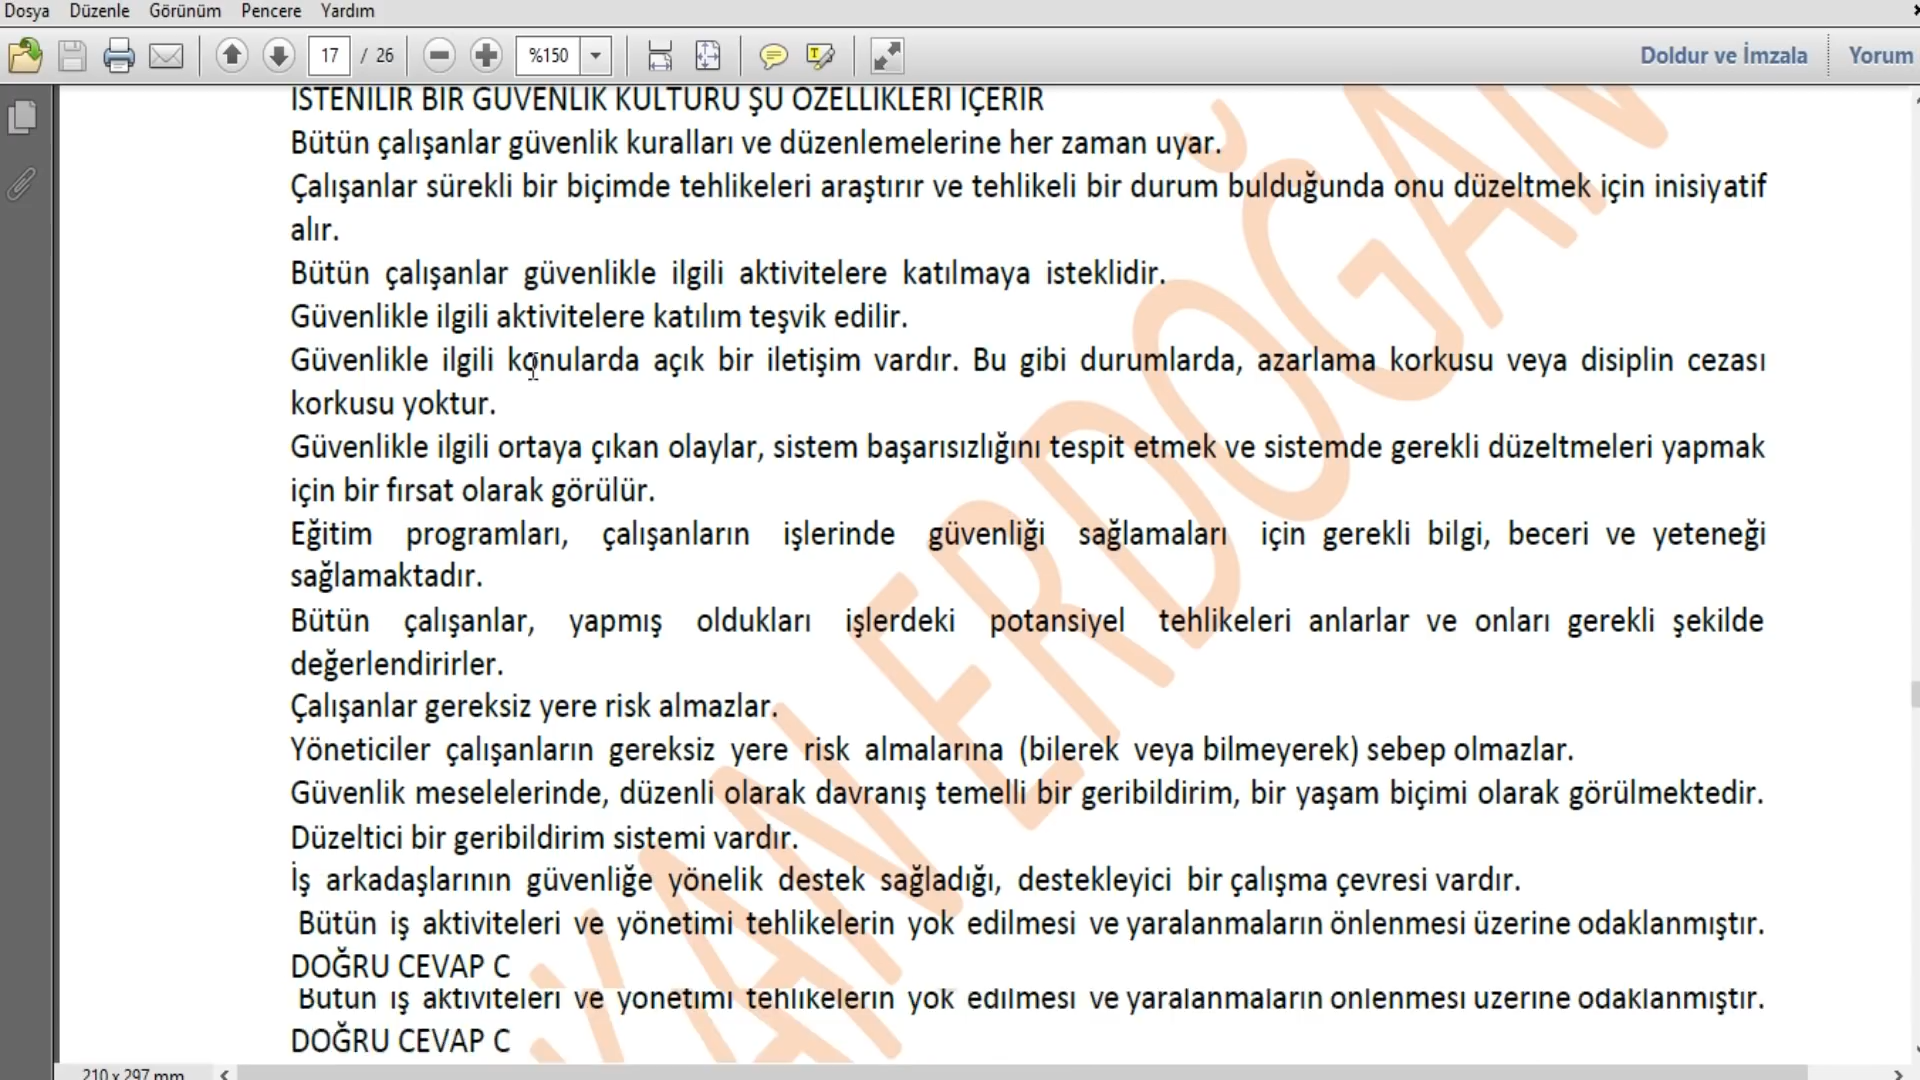 Dosya Düzenle Görünüm Pencere Yardım
17 / 26 %150 Doldur ve İmzala Yorum
İSTENİLİR BİR GÜVENLİK KÜLTÜRÜ ŞU ÖZELLİKLERİ İÇERİR
Bütün çalışanlar güvenlik kuralları ve düzenlemelerine her zaman uyar.
Çalışanlar sürekli bir biçimde tehlikeleri araştırır ve tehlikeli bir durum bulduğunda onu düzeltmek için inisiyatif
alır.
Bütün çalışanlar güvenlikle ilgili aktivitelere katılmaya isteklidir.
Güvenlikle ilgili aktivitelere katılım teşvik edilir.
Güvenlikle ilgili konularda açık bir iletişim vardır. Bu gibi durumlarda, azarlama korkusu veya disiplin cezası
korkusu yoktur.
Güvenlikle ilgili ortaya çıkan olaylar, sistem başarısızlığını tespit etmek ve sistemde gerekli düzeltmeleri yapmak
için bir fırsat olarak görülür.
Eğitim programları, çalışanların işlerinde güvenliği sağlamaları için gerekli bilgi, beceri ve yeteneği
sağlamaktadır.
Bütün çalışanlar, yapmış oldukları işlerdeki potansiyel tehlikeleri anlarlar ve onları gerekli şekilde
değerlendirirler.
Çalışanlar gereksiz yere risk almazlar.
Yöneticiler çalışanların gereksiz yere risk almalarına (bilerek veya bilmeyerek) sebep olmazlar.
Güvenlik meselelerinde, düzenli olarak davranış temelli bir geribildirim, bir yaşam biçimi olarak görülmektedir.
Düzeltici bir geribildirim sistemi vardır.
İş arkadaşlarının güvenliğe yönelik destek sağladığı, destekleyici bir çalışma çevresi vardır.
Bütün iş aktiviteleri ve yönetimi tehlikelerin yok edilmesi ve yaralanmaların önlenmesi üzerine odaklanmıştır.
DOĞRU CEVAP C
Bütün iş aktiviteleri ve yönetimi tehlikelerin yok edilmesi ve yaralanmaların önlenmesi üzerine odaklanmıştır.
DOĞRU CEVAP C
KAN ERDOĞAN
210 x 297 mm